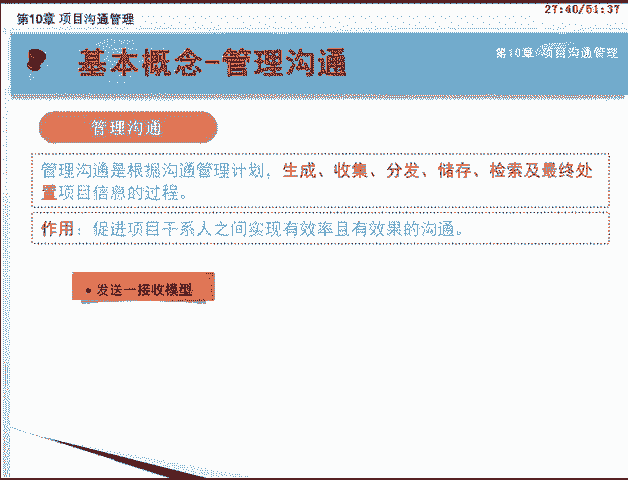 第10章 项目沟通管理
27:40/51:37
基本概念-管理沟通
第10章 项目沟通管理
管理沟通
管理沟通是根据沟通管理计划，生成、收集、分发、储存、检索及最终处
置项目信息的过程。
作用：促进项目干系人之间实现有效率且有效果的沟通。
• 发送一接收模型